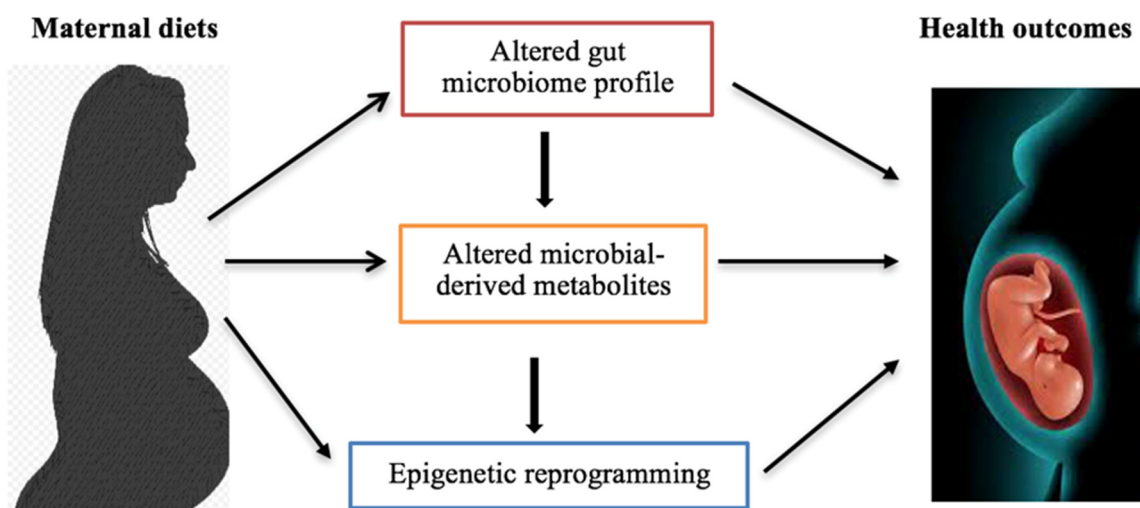 Maternal diets
Health outcomes
Altered gut
microbiome profile
Altered microbial-
derived metabolites
Epigenetic reprogramming